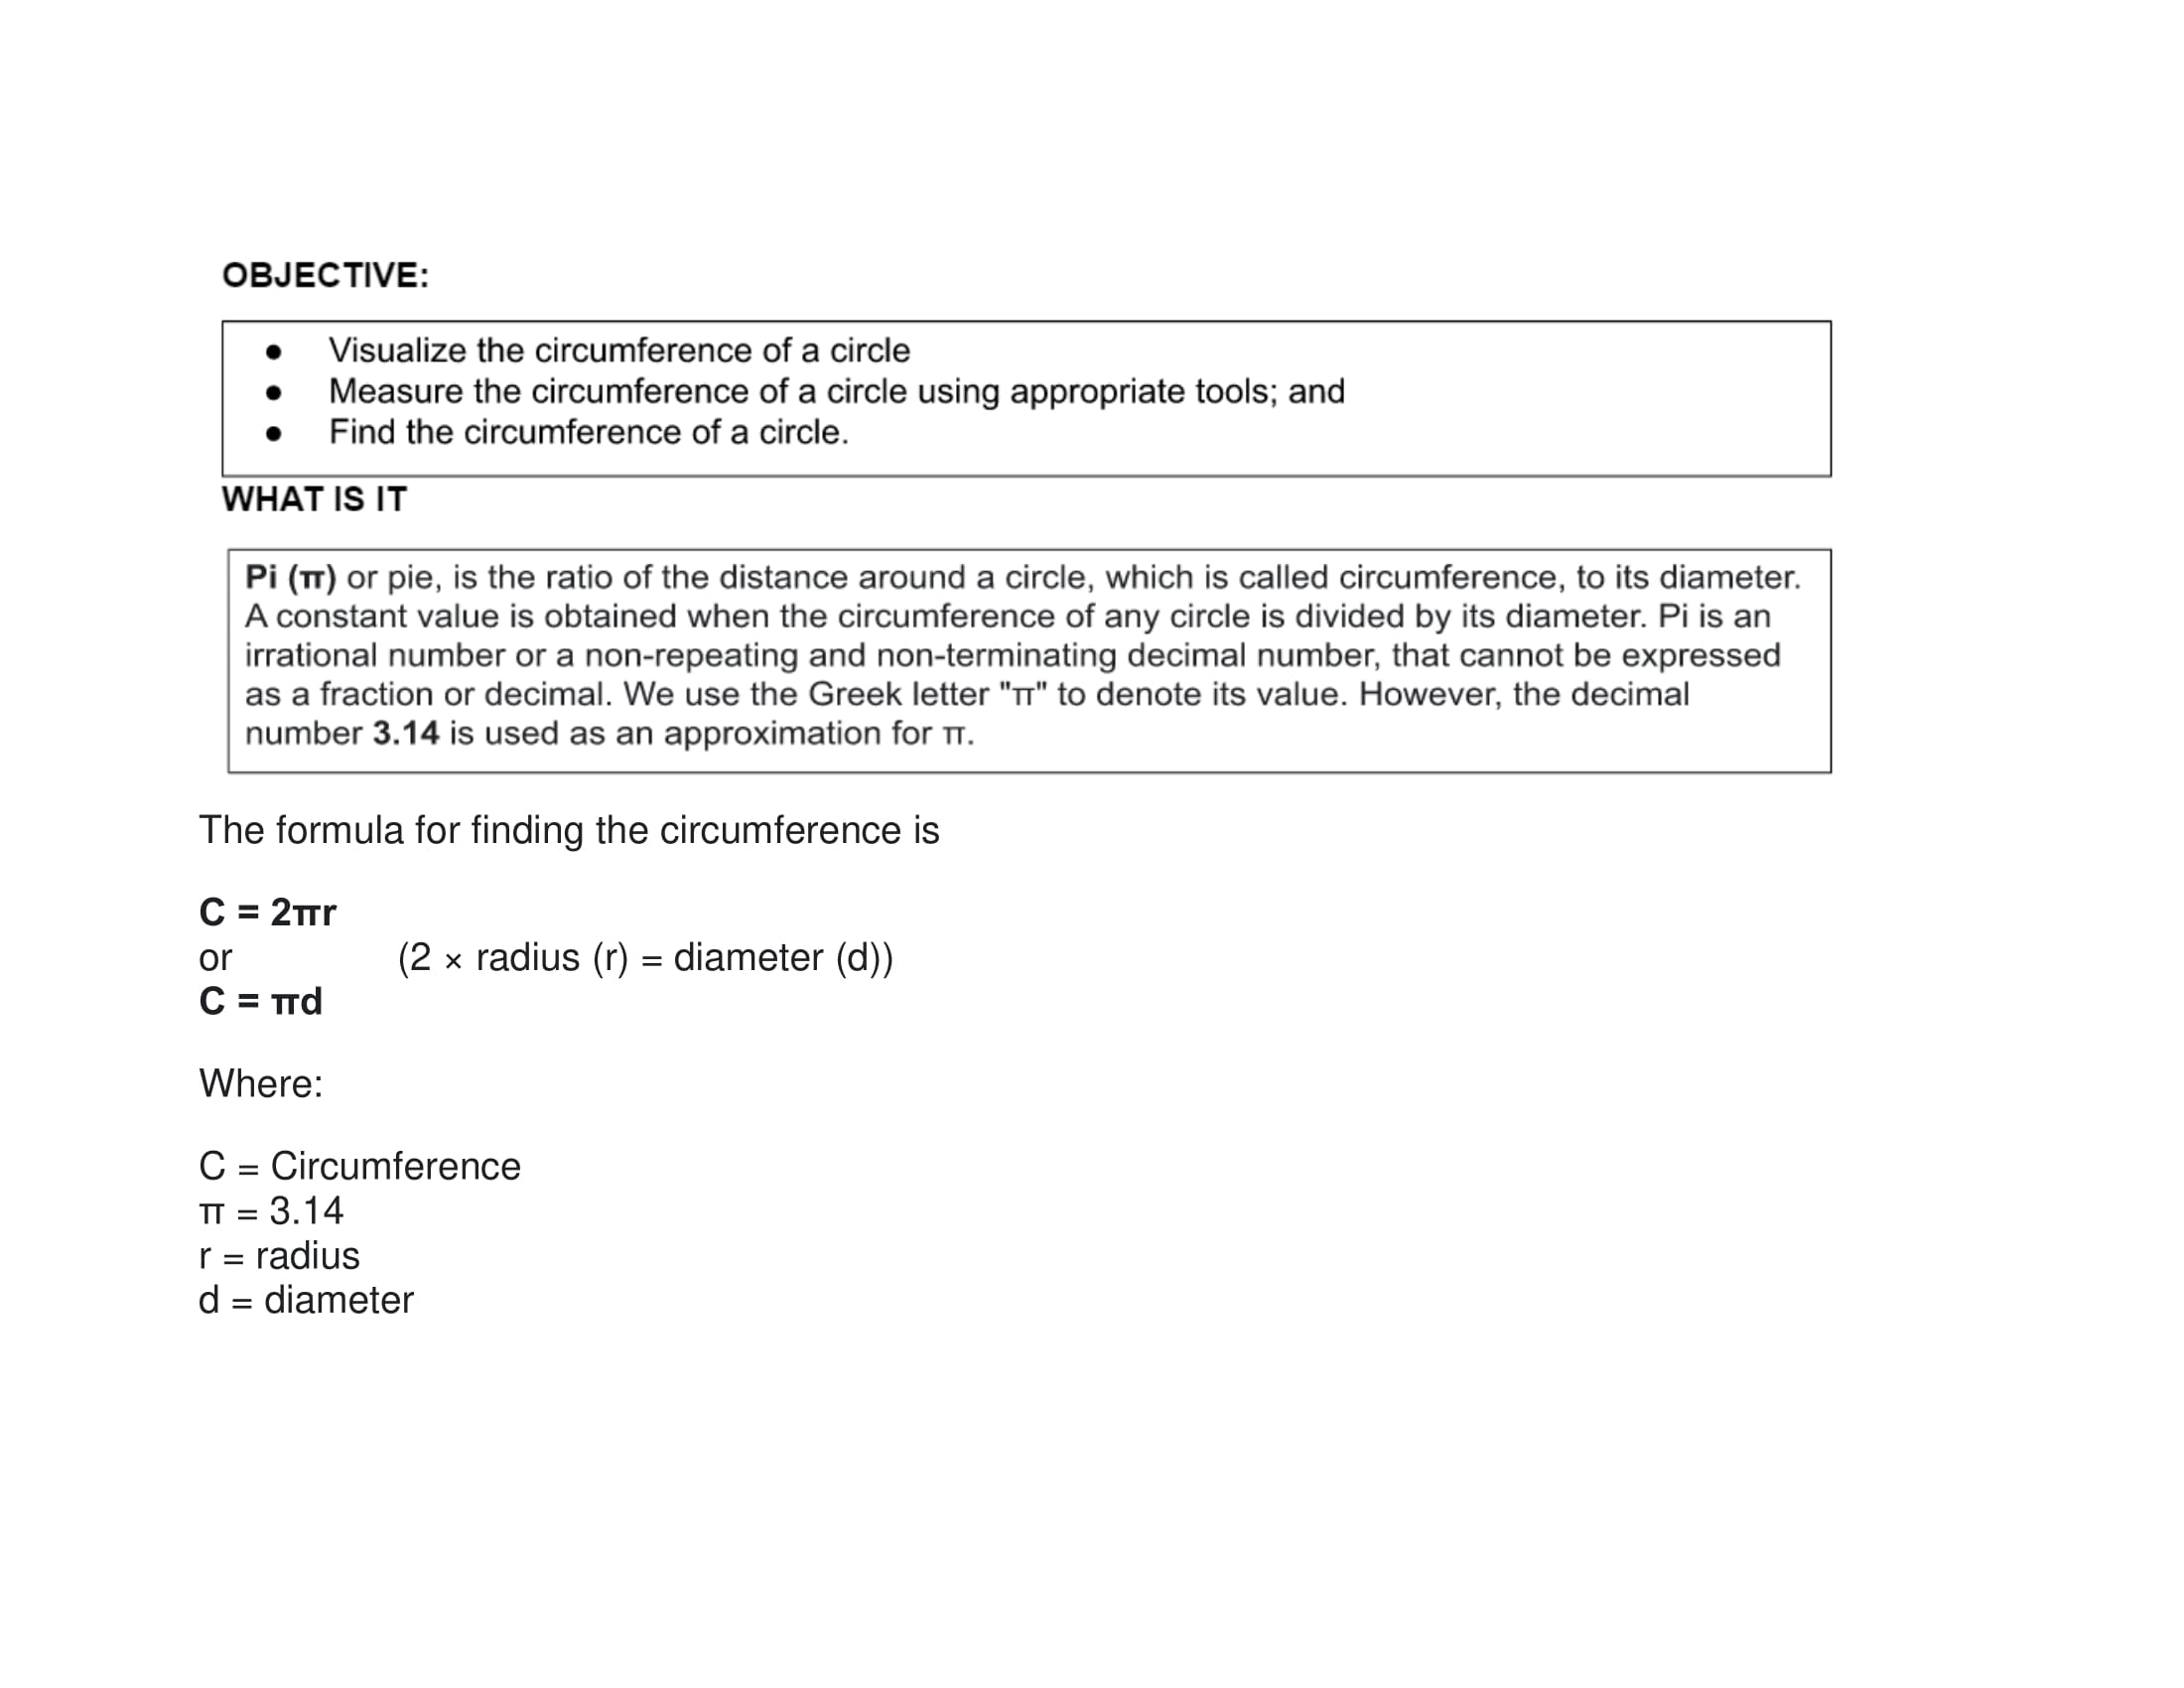 OBJECTIVE:
● Visualize the circumference of a circle
● Measure the circumference of a circle using appropriate tools; and
● Find the circumference of a circle.
WHAT IS IT
Pi (π) or pie, is the ratio of the distance around a circle, which is called circumference, to its diameter.
A constant value is obtained when the circumference of any circle is divided by its diameter. Pi is an
irrational number or a non-repeating and non-terminating decimal number, that cannot be expressed
as a fraction or decimal. We use the Greek letter "π" to denote its value. However, the decimal
number 3.14 is used as an approximation for π.
The formula for finding the circumference is
C = 2πr
or (2 × radius (r) = diameter (d))
C = πd
Where:
C = Circumference
π = 3.14
r = radius
d = diameter